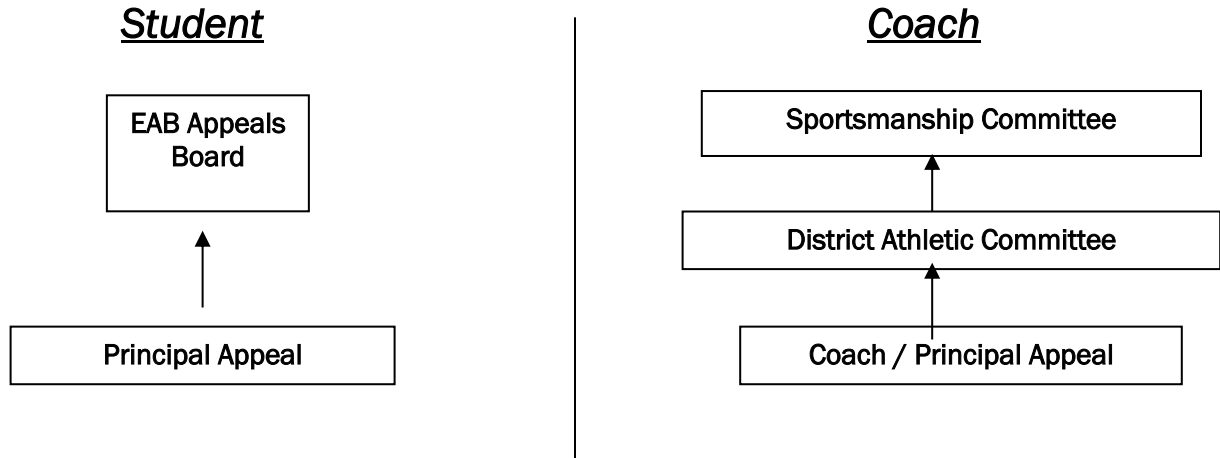 Student
EAB Appeals
Board
Principal Appeal
Coach
Sportsmanship Committee
District Athletic Committee
Coach / Principal Appeal